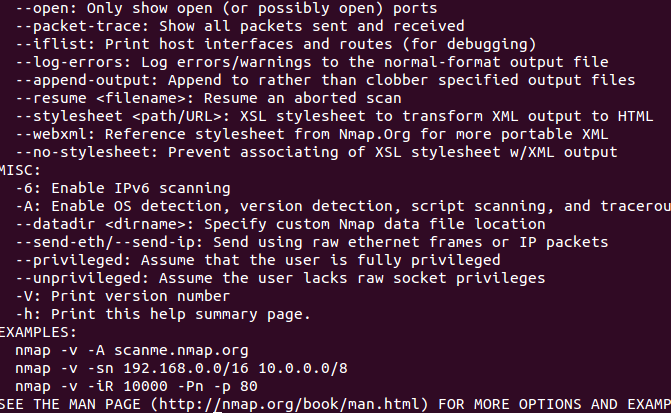 --open: Only show open (or possibly open) ports
--packet-trace: Show all packets sent and received
--iflist: Print host interfaces and routes (for debugging)
--log-errors: Log errors/warnings to the normal-format output file
--append-output: Append to rather than clobber specified output files
--resume <filename>: Resume an aborted scan
--stylesheet <path/URL>: XSL stylesheet to transform XML output to HTML
--webxml: Reference stylesheet from Nmap.Org for more portable XML
--no-stylesheet: Prevent associating of XSL stylesheet w/XML output
MISC:
-6: Enable IPv6 scanning
-A: Enable OS detection, version detection, script scanning, and tracerou
--datadir <dirname>: Specify custom Nmap data file location
--send-eth/--send-ip: Send using raw ethernet frames or IP packets
--privileged: Assume that the user is fully privileged
--unprivileged: Assume the user lacks raw socket privileges
-V: Print version number
-h: Print this help summary page.
EXAMPLES:
nmap -v -A scanme.nmap.org
nmap -v -sn 192.168.0.0/16 10.0.0.0/8
nmap -v -iR 10000 -Pn -p 80
SEE THE MAN PAGE (http://nmap.org/book/man.html) FOR MORE OPTIONS AND EXAMP